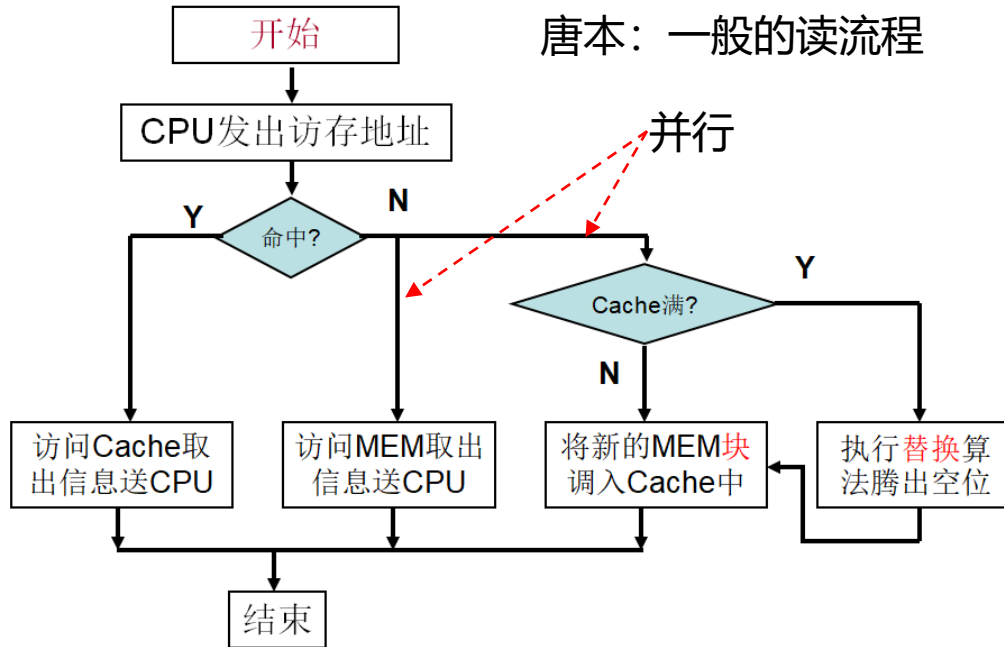 开始
唐本：一般的读流程
CPU发出访存地址
并行
Y
N
命中?
Y
Cache满?
N
访问Cache取
出信息送CPU
访问MEM取出
信息送CPU
将新的MEM块
调入Cache中
执行替换算
法腾出空位
结束